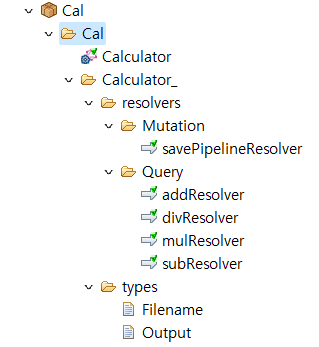 Cal
Cal
Calculator
Calculator_
resolvers
Mutation
savePipelineResolver
Query
addResolver
divResolver
mulResolver
subResolver
types
Filename
Output